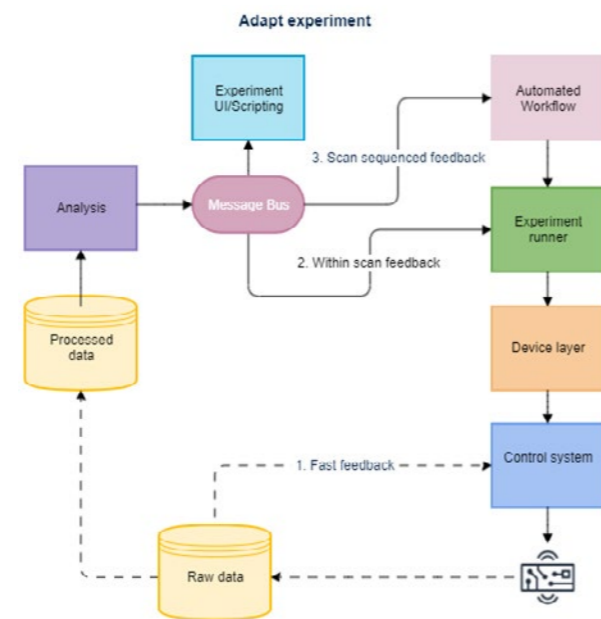 Adapt experiment
Experiment
UI/Scripting
Automated
Workflow
3. Scan sequenced feedback
Analysis
Message Bus
Experiment
runner
2. Within scan feedback
Processed
data
Device layer
Control system
1. Fast feedback
Raw data